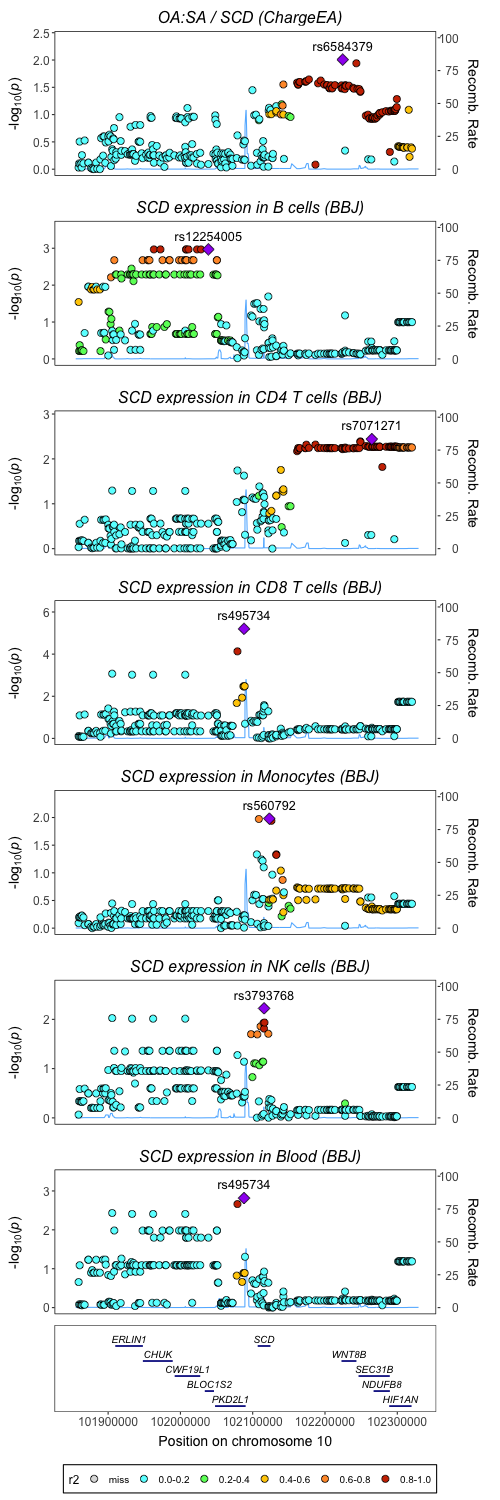 OA:SA / SCD (ChargeEA)
rs6584379
-log10(p)
2.5
2.0
1.5
1.0
0.5
0.0
100
75
50
25
0
Recomb. Rate
SCD expression in B cells (BBJ)
rs12254005
-log10(p)
3
2
1
0
100
75
50
25
0
Recomb. Rate
SCD expression in CD4 T cells (BBJ)
rs7071271
-log10(p)
3
2
1
0
100
75
50
25
0
Recomb. Rate
SCD expression in CD8 T cells (BBJ)
rs495734
-log10(p)
6
4
2
0
100
75
50
25
0
Recomb. Rate
SCD expression in Monocytes (BBJ)
rs560792
-log10(p)
2.0
1.5
1.0
0.5
0.0
100
75
50
25
0
Recomb. Rate
SCD expression in NK cells (BBJ)
rs3793768
-log10(p)
2
1
0
100
75
50
25
0
Recomb. Rate
SCD expression in Blood (BBJ)
rs495734
-log10(p)
3
2
1
0
100
75
50
25
0
Recomb. Rate
ERLIN1 SCD
CHUK WNT8B
CWF19L1 SEC31B
BLOC1S2 NDUFB8
PKD2L1 HIF1AN
101900000 102000000 102100000 102200000 102300000
Position on chromosome 10
r2 miss 0.0-0.2 0.2-0.4 0.4-0.6 0.6-0.8 0.8-1.0